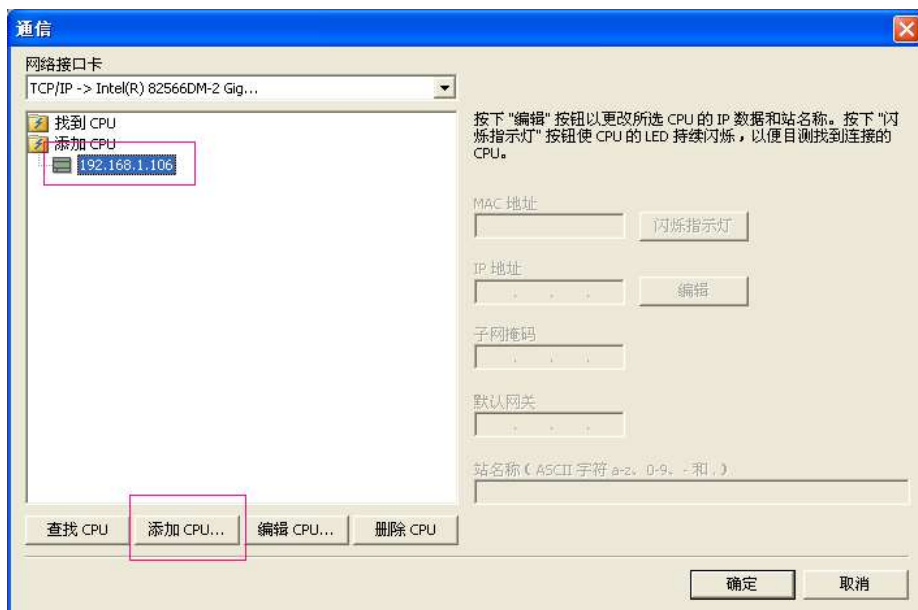 通信
网络接口卡
TCP/IP -> Intel(R) 82566DM-2 Gig...
找到 CPU
添加 CPU
192.168.1.106
按下 "编辑" 按钮以更改所选 CPU 的 IP 数据和站名称。按下 "闪
烁指示灯" 按钮使 CPU 的 LED 持续闪烁，以便目测找到连接的
CPU。
MAC 地址
闪烁指示灯
IP 地址
编辑
子网掩码
默认网关
站名称 ( ASCII 字符 a-z、0-9、- 和 . )
查找 CPU
添加 CPU...
编辑 CPU...
删除 CPU
确定
取消